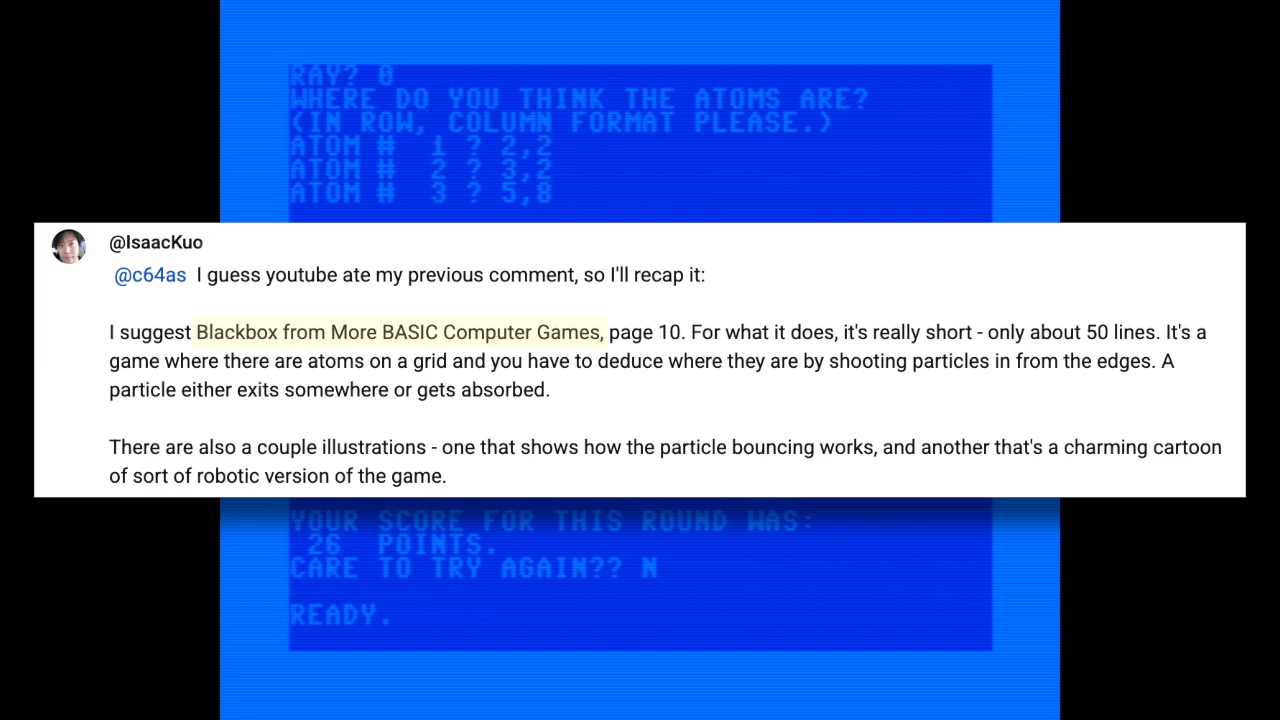 RAY? 0
WHERE DO YOU THINK THE ATOMS ARE?
(IN ROW, COLUMN FORMAT PLEASE.)
ATOM #  1 ? 2,2
ATOM #  2 ? 3,2
ATOM #  3 ? 5,8
@IsaacKuo
@c64as I guess youtube ate my previous comment, so I'll recap it:
I suggest Blackbox from More BASIC Computer Games, page 10. For what it does, it's really short - only about 50 lines. It's a
game where there are atoms on a grid and you have to deduce where they are by shooting particles in from the edges. A
particle either exits somewhere or gets absorbed.
There are also a couple illustrations - one that shows how the particle bouncing works, and another that's a charming cartoon
of sort of robotic version of the game.
YOUR SCORE FOR THIS ROUND WAS:
26  POINTS.
CARE TO TRY AGAIN?? N
READY.